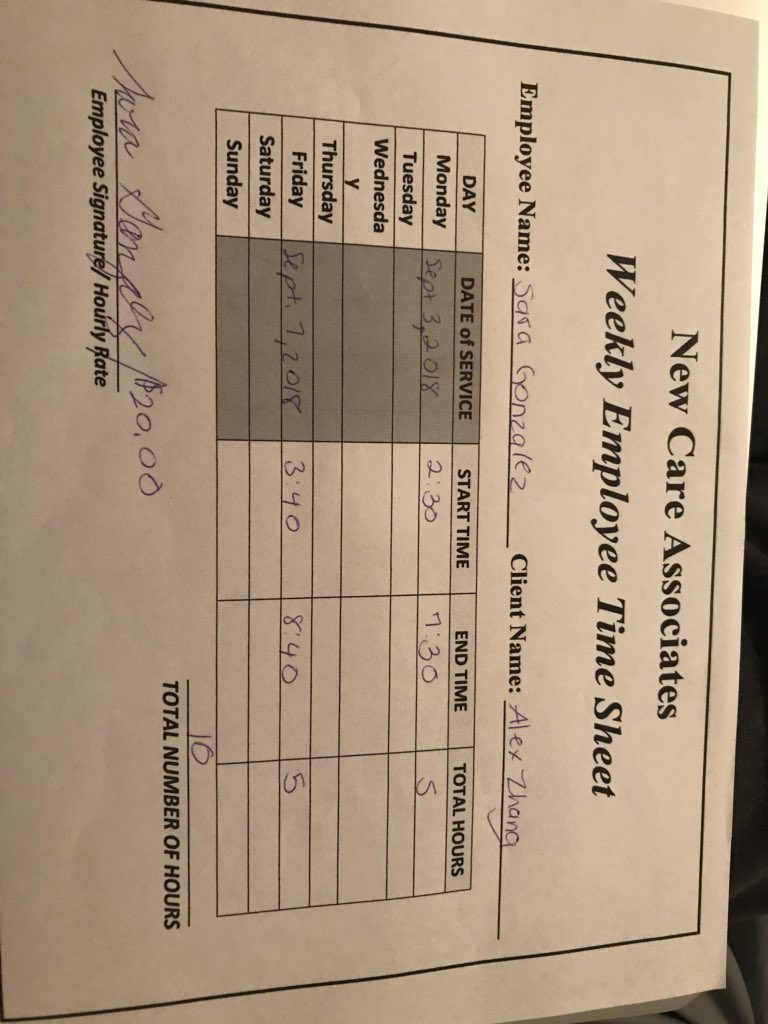 New Care Associates
Weekly Employee Time Sheet
Employee Name: Sara Gonzalez Client Name: Alex Zhang
DAY DATE of SERVICE START TIME END TIME TOTAL HOURS
Monday Sept 3, 2018 2:30 7:30 5
Tuesday
Wednesda
y
Thursday
Friday Sept. 7, 2018 3:40 8:40 5
Saturday
Sunday
10
TOTAL NUMBER OF HOURS
Sara Gonzalez / $20.00
Employee Signature/ Hourly Rate